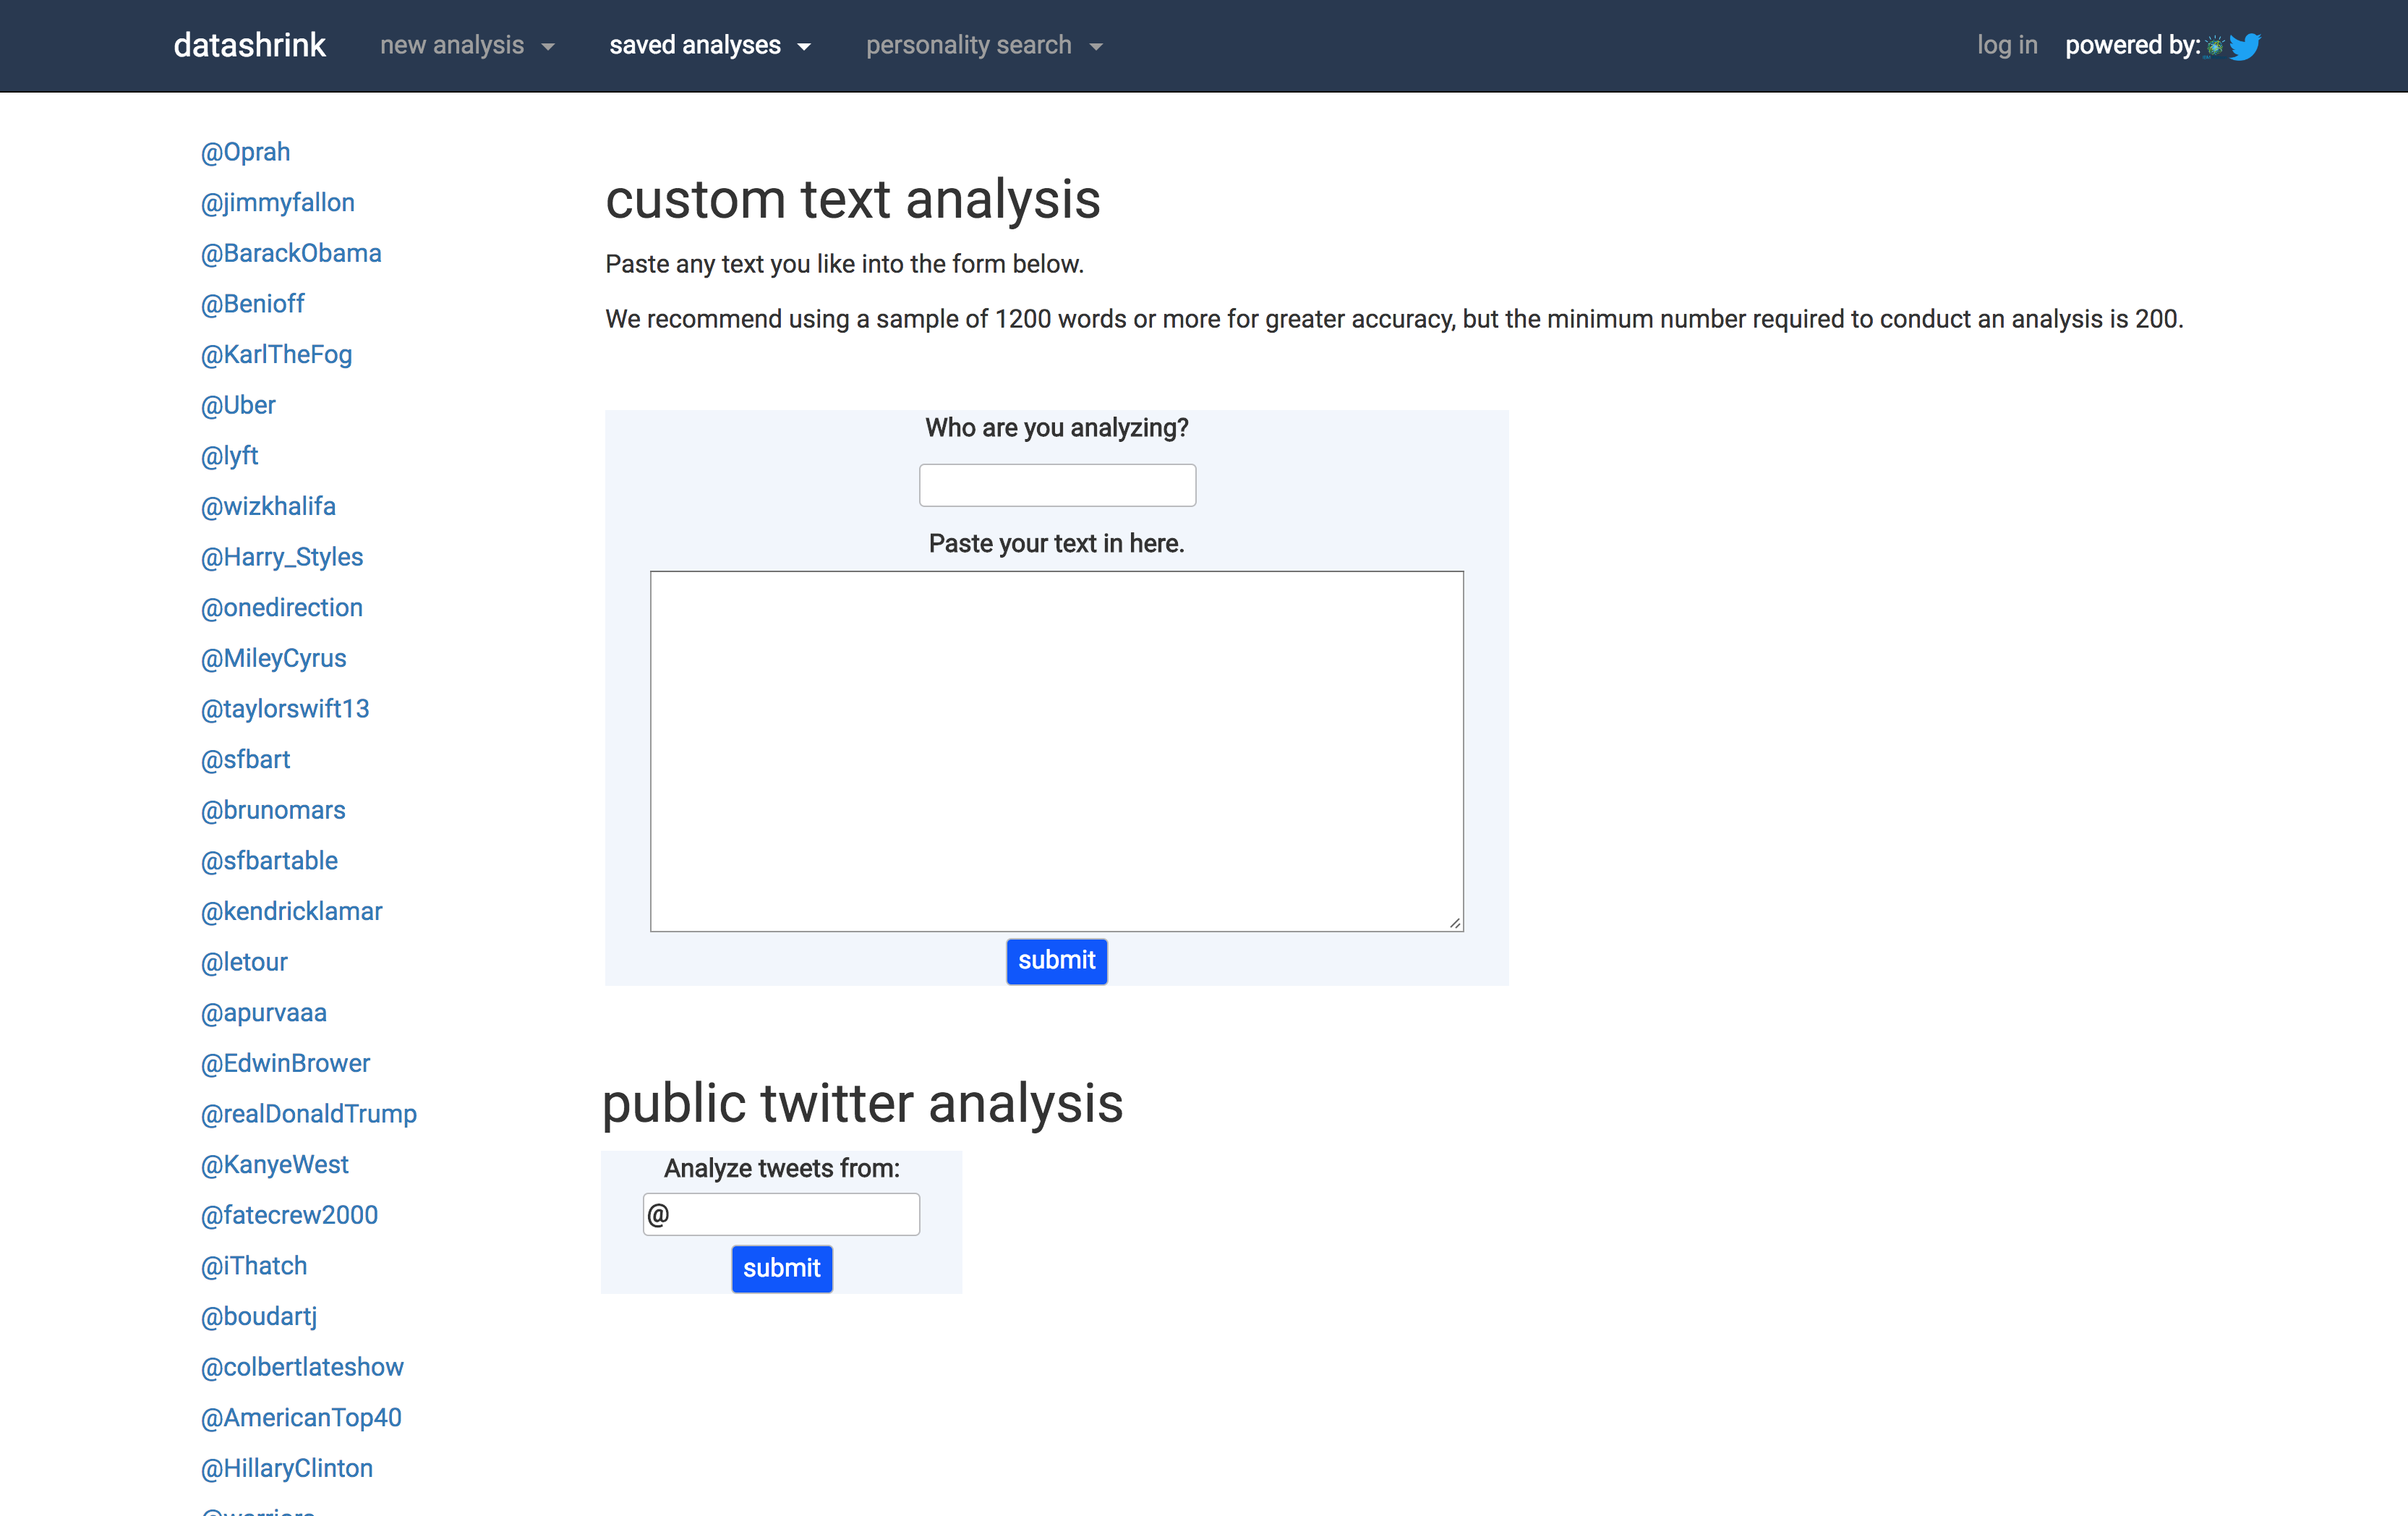 datashrink new analysis saved analyses personality search log in powered by:
@Oprah
@jimmyfallon
@BarackObama
@Benioff
@KarlTheFog
@Uber
@lyft
@wizkhalifa
@Harry_Styles
@onedirection
@MileyCyrus
@taylorswift13
@sfbart
@brunomars
@sfbartable
@kendricklamar
@letour
@apurvaaa
@EdwinBrower
@realDonaldTrump
@KanyeWest
@fatecrew2000
@iThatch
@boudartj
@colbertlateshow
@AmericanTop40
@HillaryClinton
custom text analysis
Paste any text you like into the form below.
We recommend using a sample of 1200 words or more for greater accuracy, but the minimum number required to conduct an analysis is 200.
Who are you analyzing?
Paste your text in here.
submit
public twitter analysis
Analyze tweets from:
@
submit